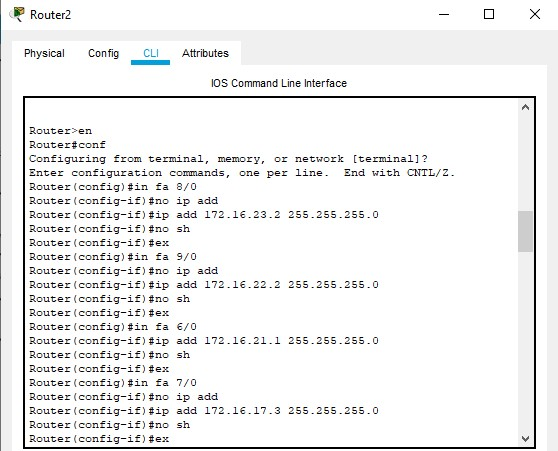 Router2
Physical Config CLI Attributes
IOS Command Line Interface
Router>en
Router#conf
Configuring from terminal, memory, or network [terminal]?
Enter configuration commands, one per line.  End with CNTL/Z.
Router(config)#in fa 8/0
Router(config-if)#no ip add
Router(config-if)#ip add 172.16.23.2 255.255.255.0
Router(config-if)#no sh
Router(config-if)#ex
Router(config)#in fa 9/0
Router(config-if)#no ip add
Router(config-if)#ip add 172.16.22.2 255.255.255.0
Router(config-if)#no sh
Router(config-if)#ex
Router(config)#in fa 6/0
Router(config-if)#ip add 172.16.21.1 255.255.255.0
Router(config-if)#no sh
Router(config-if)#ex
Router(config)#in fa 7/0
Router(config-if)#no ip add
Router(config-if)#ip add 172.16.17.3 255.255.255.0
Router(config-if)#no sh
Router(config-if)#ex